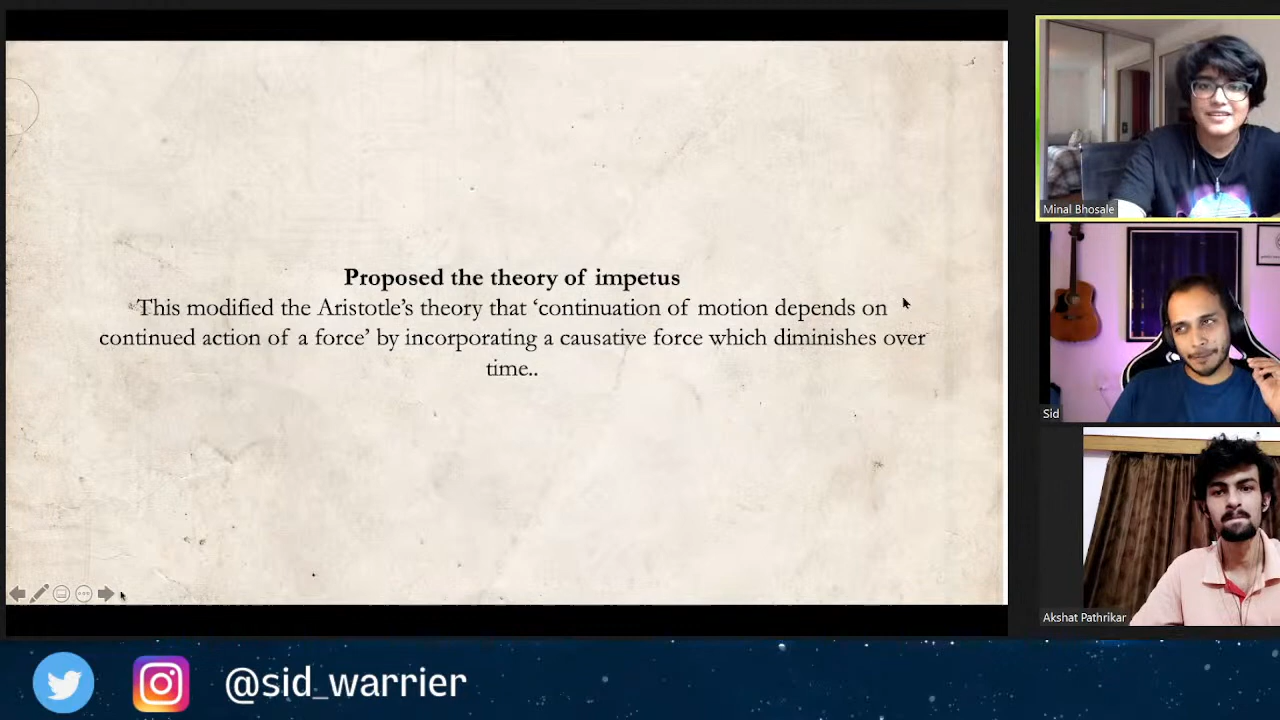 Proposed the theory of impetus
This modified the Aristotle’s theory that ‘continuation of motion depends on
continued action of a force’ by incorporating a causative force which diminishes over
time..
Minal Bhosale
Sid
Akshat Pathrikar
@sid_warrier